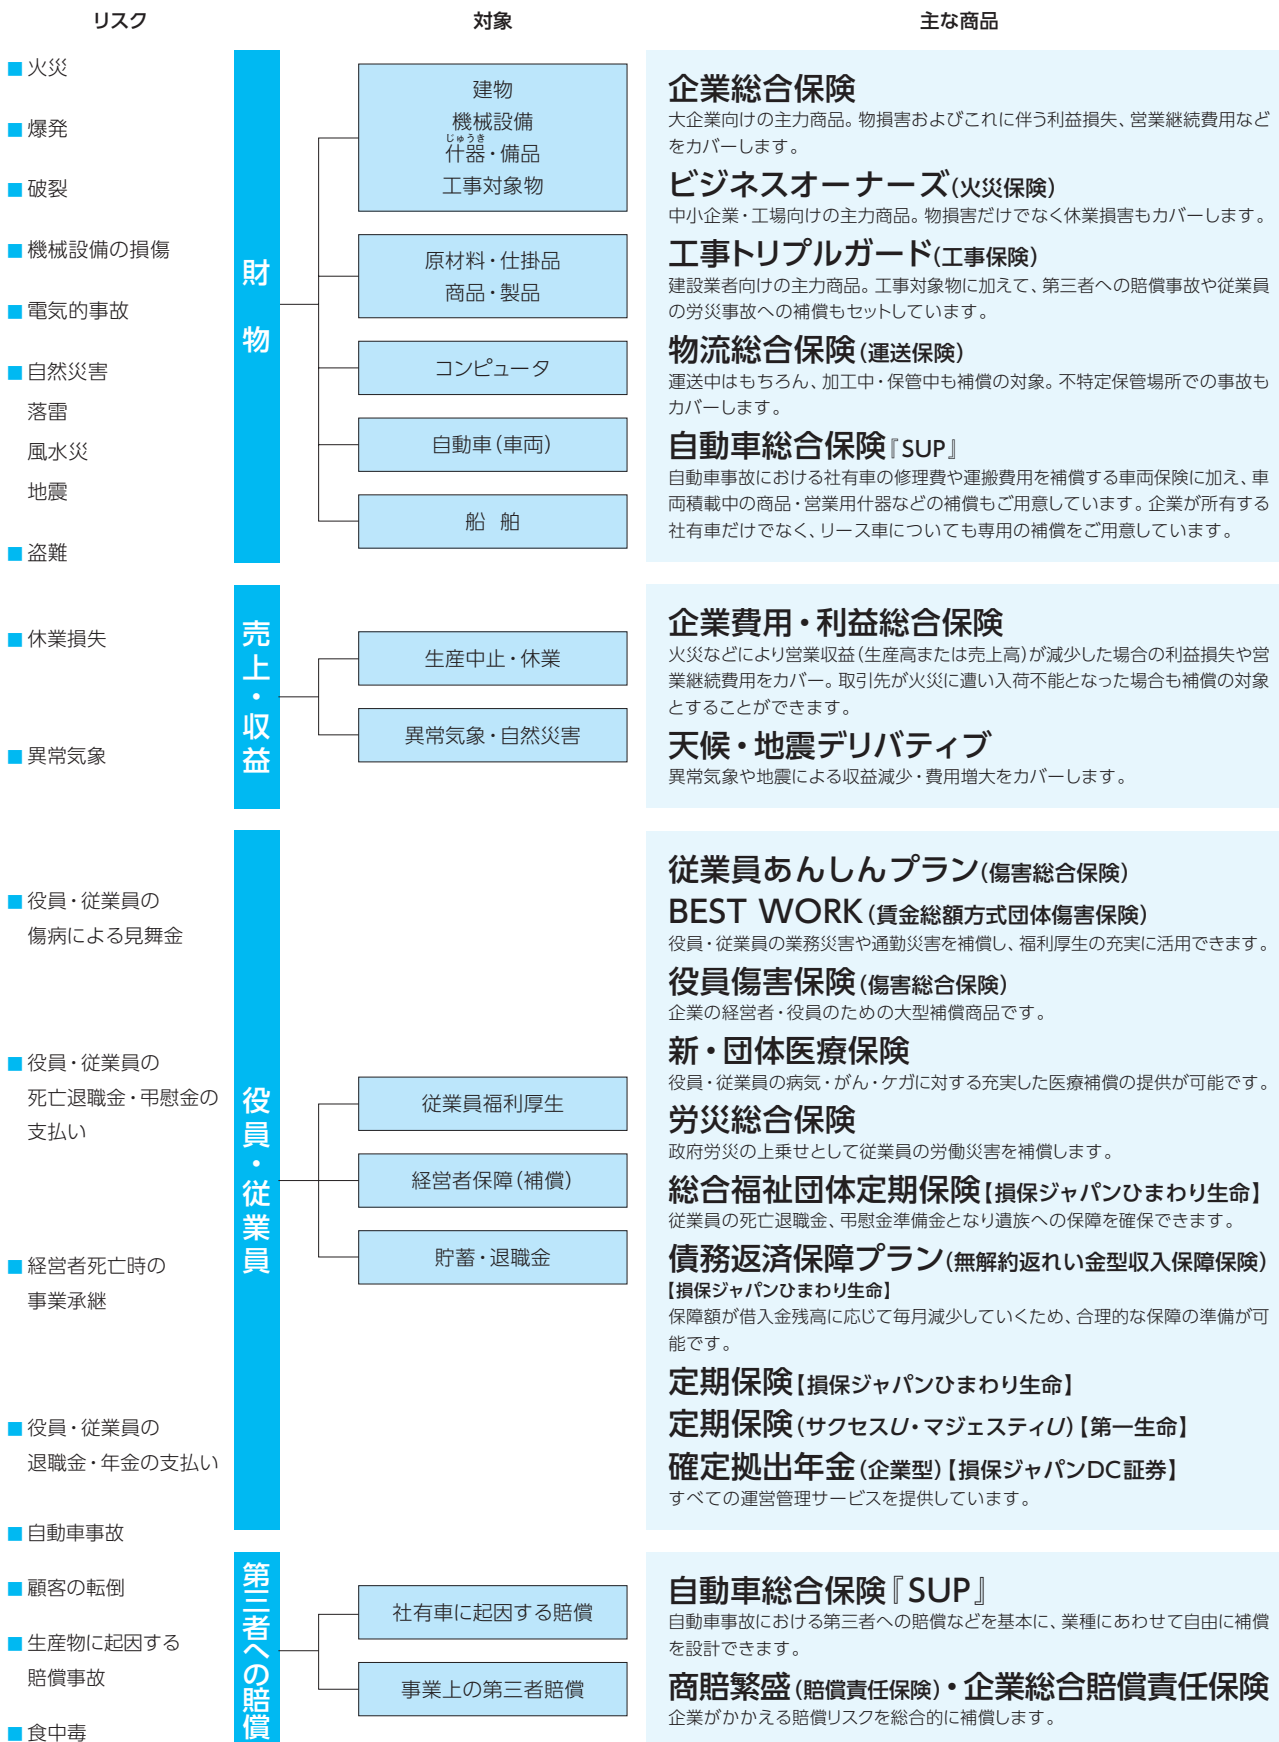 リスク
対象
主な商品
■火災
■爆発
■破裂
■機械設備の損傷
■電気的事故
■自然災害
落雷
風水災
地震
■盗難
財物
建物
機械設備
じゅうき
什器・備品
工事対象物
原材料・仕掛品
商品・製品
コンピュータ
自動車(車両)
船舶
企業総合保険
大企業向けの主力商品。物損害およびこれに伴う利益損失、営業継続費用など
をカバーします。
ビジネスオーナーズ(火災保険)
中小企業・工場向けの主力商品。物損害だけでなく休業損害もカバーします。
工事トリプルガード(工事保険)
建設業者向けの主力商品。工事対象物に加えて、第三者への賠償事故や従業員
の労災事故への補償もセットしています。
物流総合保険(運送保険)
運送中はもちろん、加工中・保管中も補償の対象。不特定保管場所での事故も
カバーします。
自動車総合保険『SUP』
自動車事故における社有車の修理費や運搬費用を補償する車両保険に加え、車
両積載中の商品・営業用什器などの補償もご用意しています。企業が所有する
社有車だけでなく、リース車についても専用の補償をご用意しています。
■休業損失
■異常気象
売上・収益
生産中止・休業
異常気象・自然災害
企業費用・利益総合保険
火災などにより営業収益(生産高または売上高)が減少した場合の利益損失や営
業継続費用をカバー。取引先が火災に遭い入荷不能となった場合も補償の対象
とすることができます。
天候・地震デリバティブ
異常気象や地震による収益減少・費用増大をカバーします。
■役員・従業員の
傷病による見舞金
■役員・従業員の
死亡退職金・弔慰金の
支払い
■経営者死亡時の
事業承継
■役員・従業員の
退職金・年金の支払い
役員・従業員
従業員福利厚生
経営者保障(補償)
貯蓄・退職金
従業員あんしんプラン(傷害総合保険)
BEST WORK(賃金総額方式団体傷害保険)
役員・従業員の業務災害や通勤災害を補償し、福利厚生の充実に活用できます。
役員傷害保険(傷害総合保険)
企業の経営者・役員のための大型補償商品です。
新・団体医療保険
役員・従業員の病気・がん・ケガに対する充実した医療補償の提供が可能です。
労災総合保険
政府労災の上乗せとして従業員の労働災害を補償します。
総合福祉団体定期保険【損保ジャパンひまわり生命】
従業員の死亡退職金、弔慰金準備金となり遺族への保障を確保できます。
債務返済保障プラン(無解約返れい金型収入保障保険)
【損保ジャパンひまわり生命】
保障額が借入金残高に応じて毎月減少していくため、合理的な保障の準備が可
能です。
定期保険【損保ジャパンひまわり生命】
定期保険(サクセスU・マジェスティU)【第一生命】
確定拠出年金(企業型)【損保ジャパンDC証券】
すべての運営管理サービスを提供しています。
■自動車事故
■顧客の転倒
■生産物に起因する
賠償事故
■食中毒
第三者への賠償
社有車に起因する賠償
事業上の第三者賠償
自動車総合保険『SUP』
自動車事故における第三者への賠償などを基本に、業種にあわせて自由に補償
を設計できます。
商賠繁盛(賠償責任保険)・企業総合賠償責任保険
企業がかかえる賠償リスクを総合的に補償します。